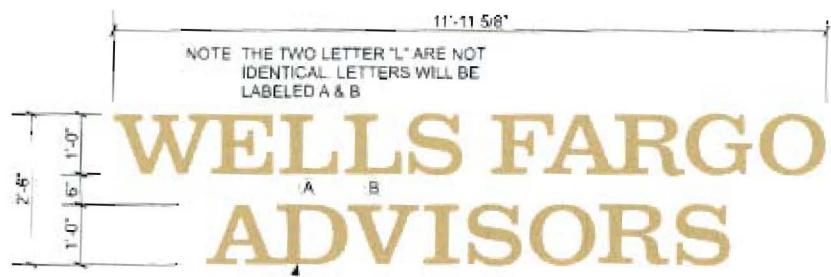 11'-11 5/8"
NOTE THE TWO LETTER "L" ARE NOT
IDENTICAL. LETTERS WILL BE
LABELED A & B
WELLS FARGO
A B
ADVISORS
2'-6"
1'-0"
6"
1'-0"